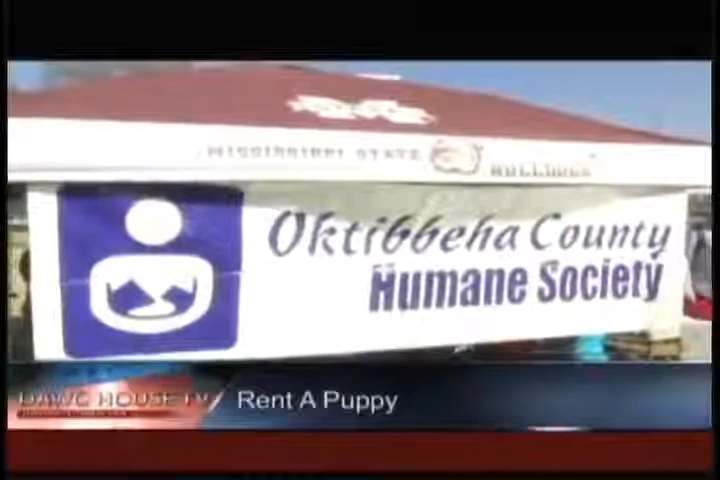 MISSISSIPPI STATE BULLDOGS
Oktibbeha County
Humane Society
DAWG HOUSE TV
Rent A Puppy